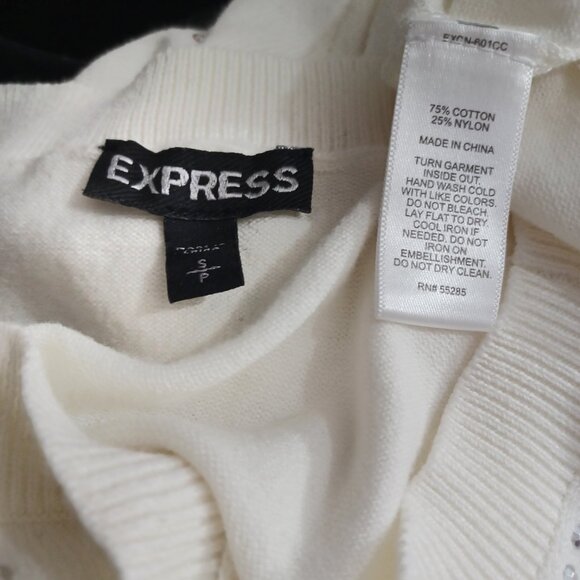 EXPRESS
S
P
EXCN-601CC
75% COTTON
25% NYLON
MADE IN CHINA
TURN GARMENT
INSIDE OUT.
HAND WASH COLD
WITH LIKE COLORS.
DO NOT BLEACH.
LAY FLAT TO DRY
COOL IRON IF
NEEDED. DO NOT
IRON ON
EMBELLISHMENT.
DO NOT DRY CLEAN.
RN# 55285